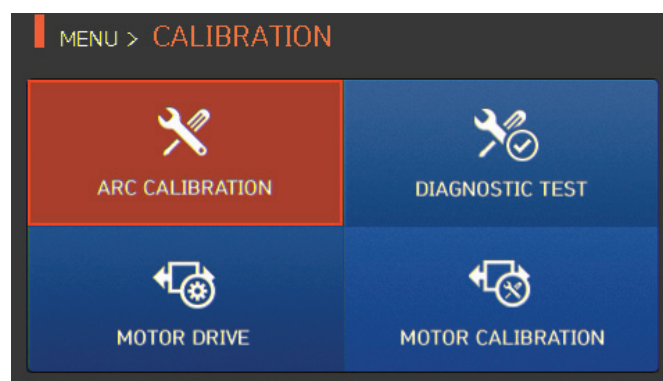 MENU > CALIBRATION
ARC CALIBRATION
DIAGNOSTIC TEST
MOTOR DRIVE
MOTOR CALIBRATION